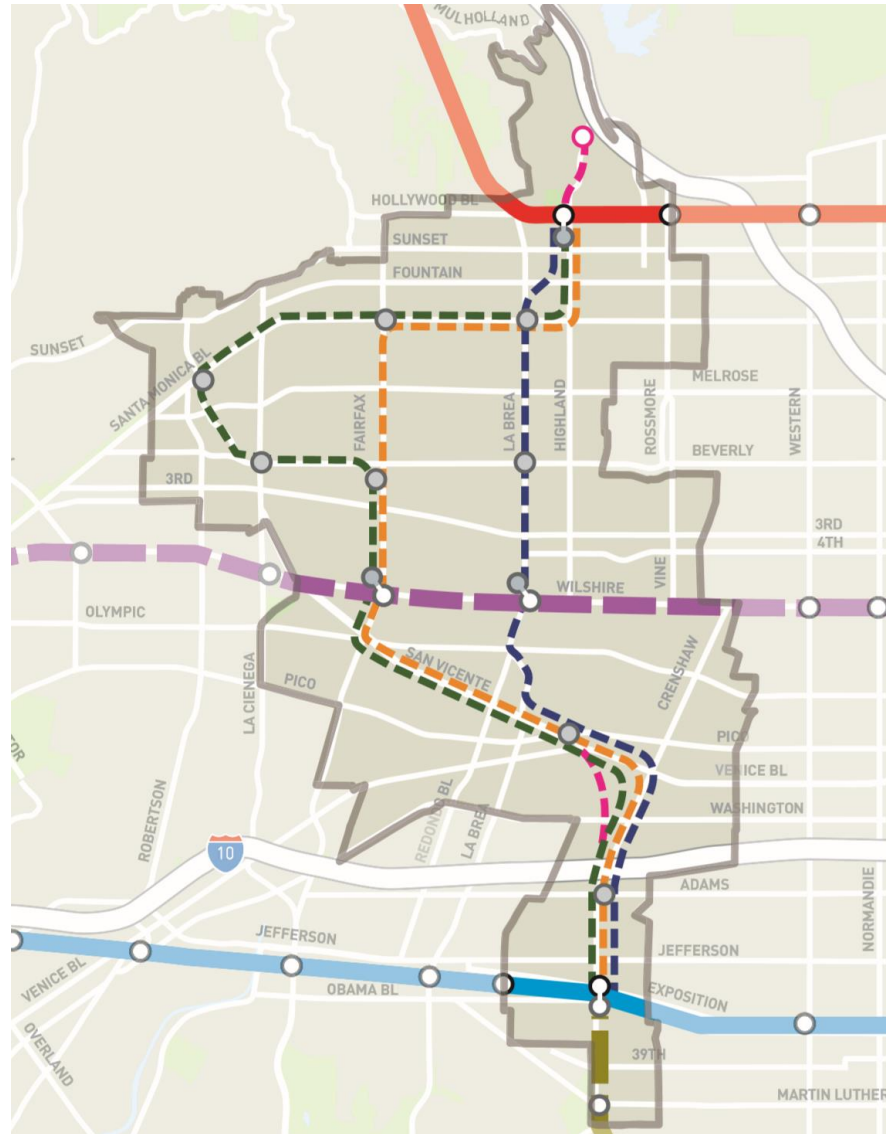 MULHOLLAND
HOLLYWOOD BL
SUNSET
FOUNTAIN
SUNSET
SANTA MONICA BL
MELROSE
FAIRFAX
LA BREA
HIGHLAND
ROSSMORE
WESTERN
BEVERLY
3RD
3RD
4TH
WILSHIRE
VINE
OLYMPIC
SAN VICENTE
CRENSHAW
LA CIENEGA
PICO
PICO
VENICE BL
WASHINGTON
ROBERTSON
REDONDO BL
LA BREA
10
ADAMS
NORMANDIE
JEFFERSON
JEFFERSON
VENICE BL
OBAMA BL
EXPOSITION
OVERLAND
39TH
MARTIN LUTHER